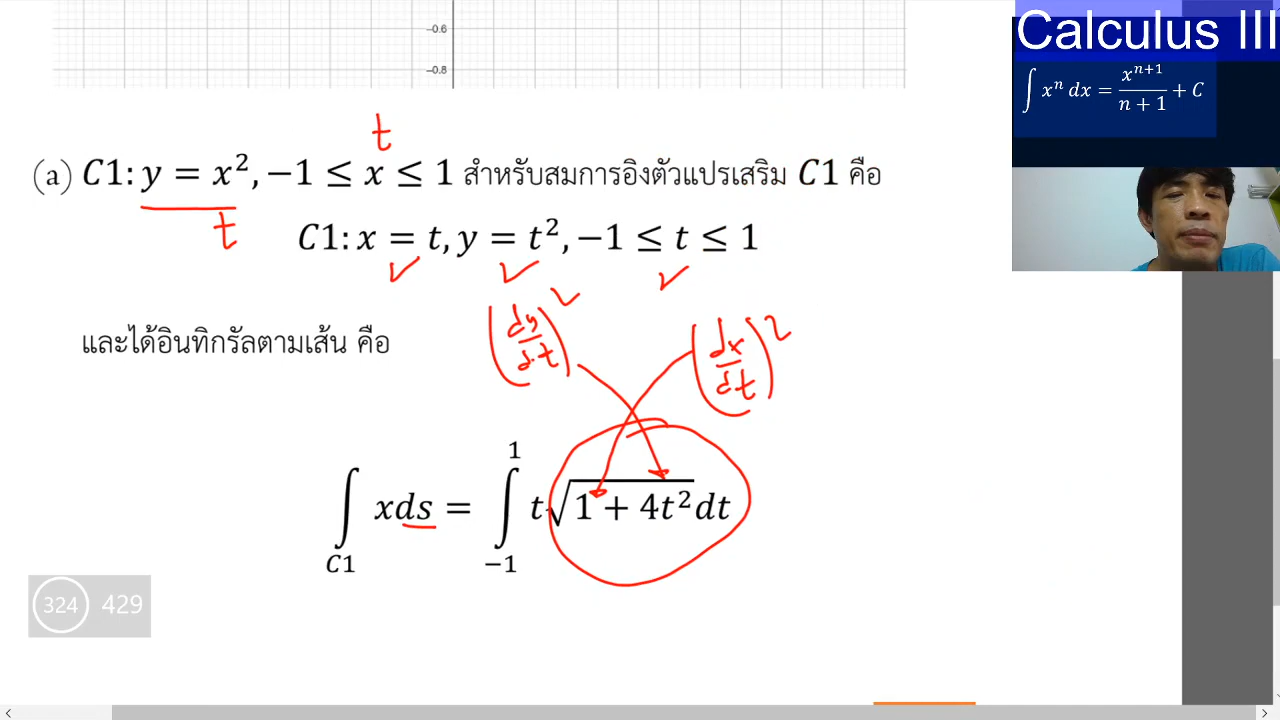 Calculus III
∫ xⁿ dx = xⁿ⁺¹/(n + 1) + C
−0.6
−0.8
t
(a) C1: y = x², −1 ≤ x ≤ 1 สำหรับสมการอิงตัวแปรเสริม C1 คือ
t
C1: x = t, y = t², −1 ≤ t ≤ 1
และได้อินทิกรัลตามเส้น คือ
(dy/dt)² (dx/dt)²
∫_{C1} xds = ∫_{−1}^{1} t√(1 + 4t²)dt
324 429